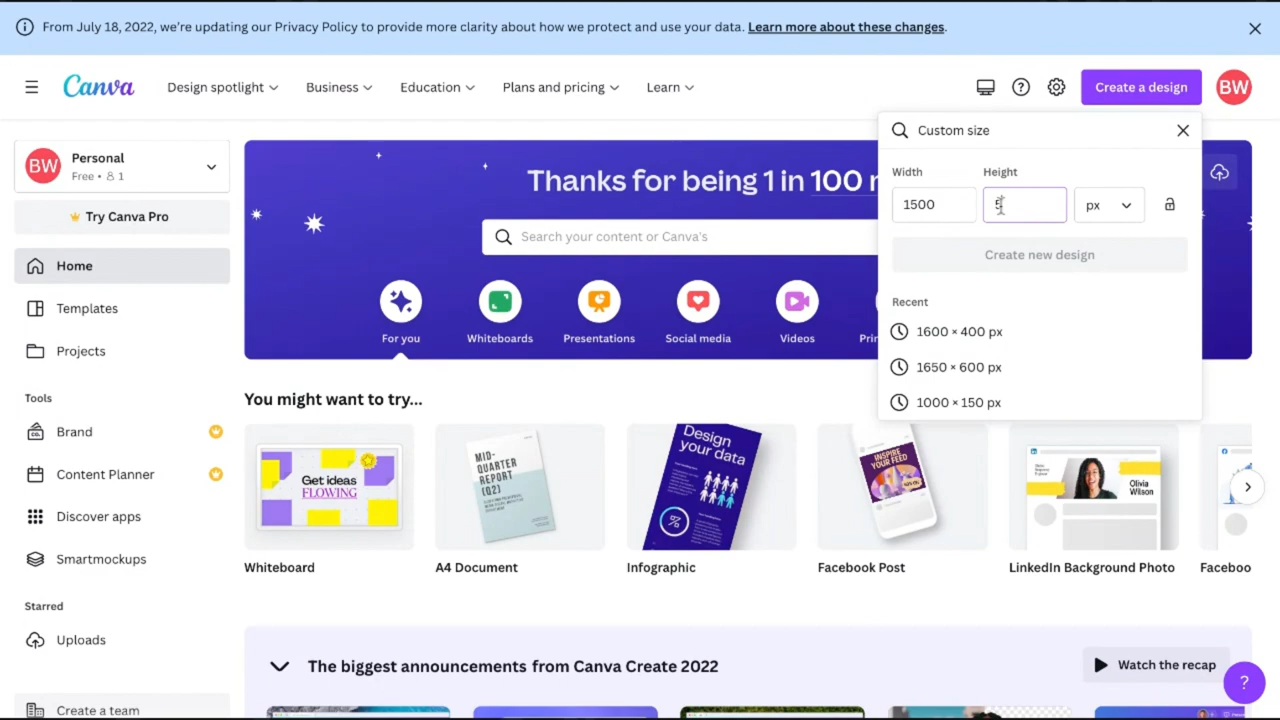 From July 18, 2022, we're updating our Privacy Policy to provide more clarity about how we protect and use your data. Learn more about these changes.
Canva
Design spotlight
Business
Education
Plans and pricing
Learn
Create a design
BW
BW
Personal
Free • 1
Try Canva Pro
Home
Templates
Projects
Tools
Brand
Content Planner
Discover apps
Smartmockups
Starred
Uploads
Create a team
Thanks for being 1 in 100 m
Search your content or Canva's
For you
Whiteboards
Presentations
Social media
Videos
Prin
Custom size
Width
Height
1500
5
px
Create new design
Recent
1600 × 400 px
1650 × 600 px
1000 × 150 px
You might want to try...
Get ideas
FLOWING
MID-
QUARTER
REPORT
(Q2)
Design
your data
INSPIRE
YOUR FEED
Olivia
Wilson
Whiteboard
A4 Document
Infographic
Facebook Post
LinkedIn Background Photo
Faceboo
The biggest announcements from Canva Create 2022
Watch the recap
?